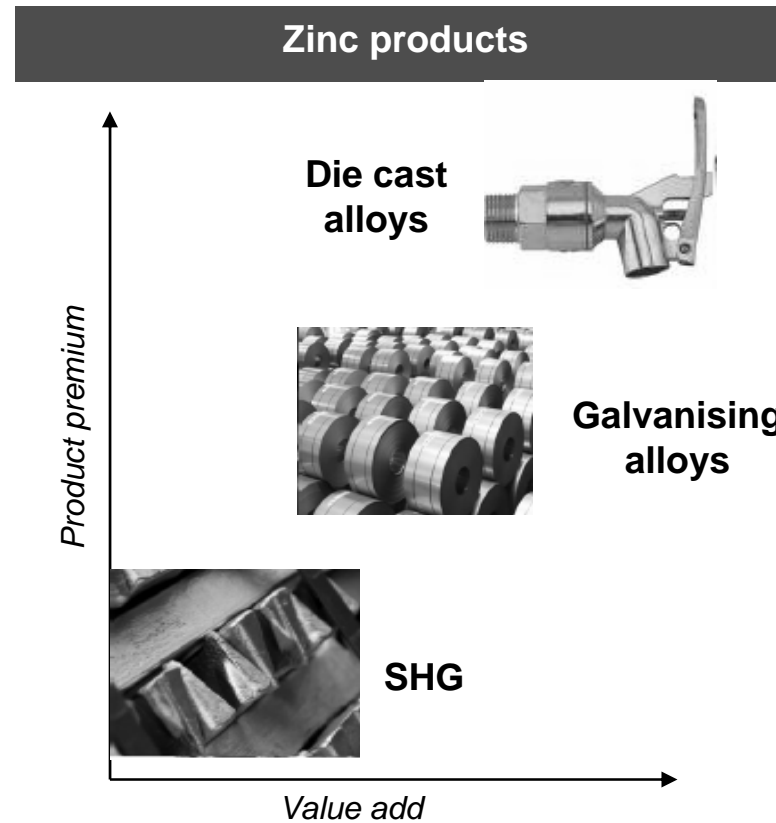 Zinc products
Die cast
alloys
Product premium
Galvanising
alloys
SHG
Value add